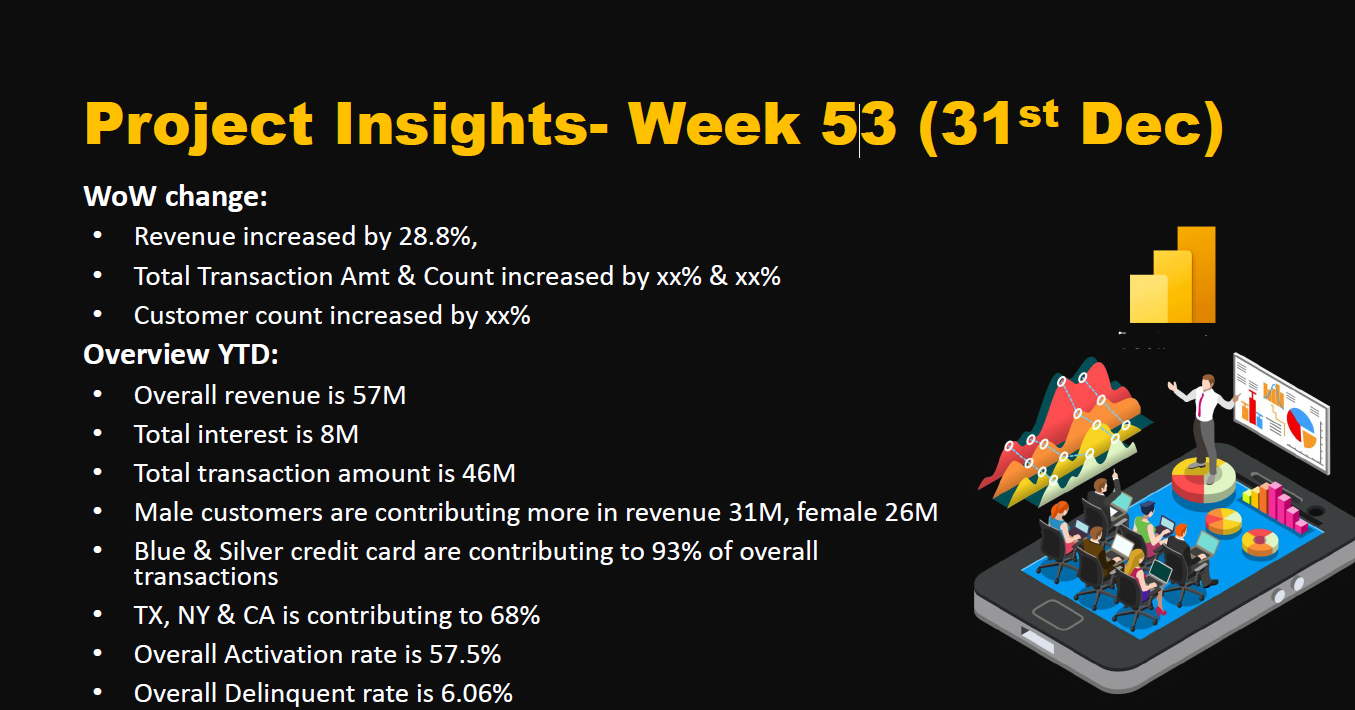 Project Insights- Week 53 (31st Dec)
WoW change:
• Revenue increased by 28.8%,
• Total Transaction Amt & Count increased by xx% & xx%
• Customer count increased by xx%
Overview YTD:
• Overall revenue is 57M
• Total interest is 8M
• Total transaction amount is 46M
• Male customers are contributing more in revenue 31M, female 26M
• Blue & Silver credit card are contributing to 93% of overall
transactions
• TX, NY & CA is contributing to 68%
• Overall Activation rate is 57.5%
• Overall Delinquent rate is 6.06%